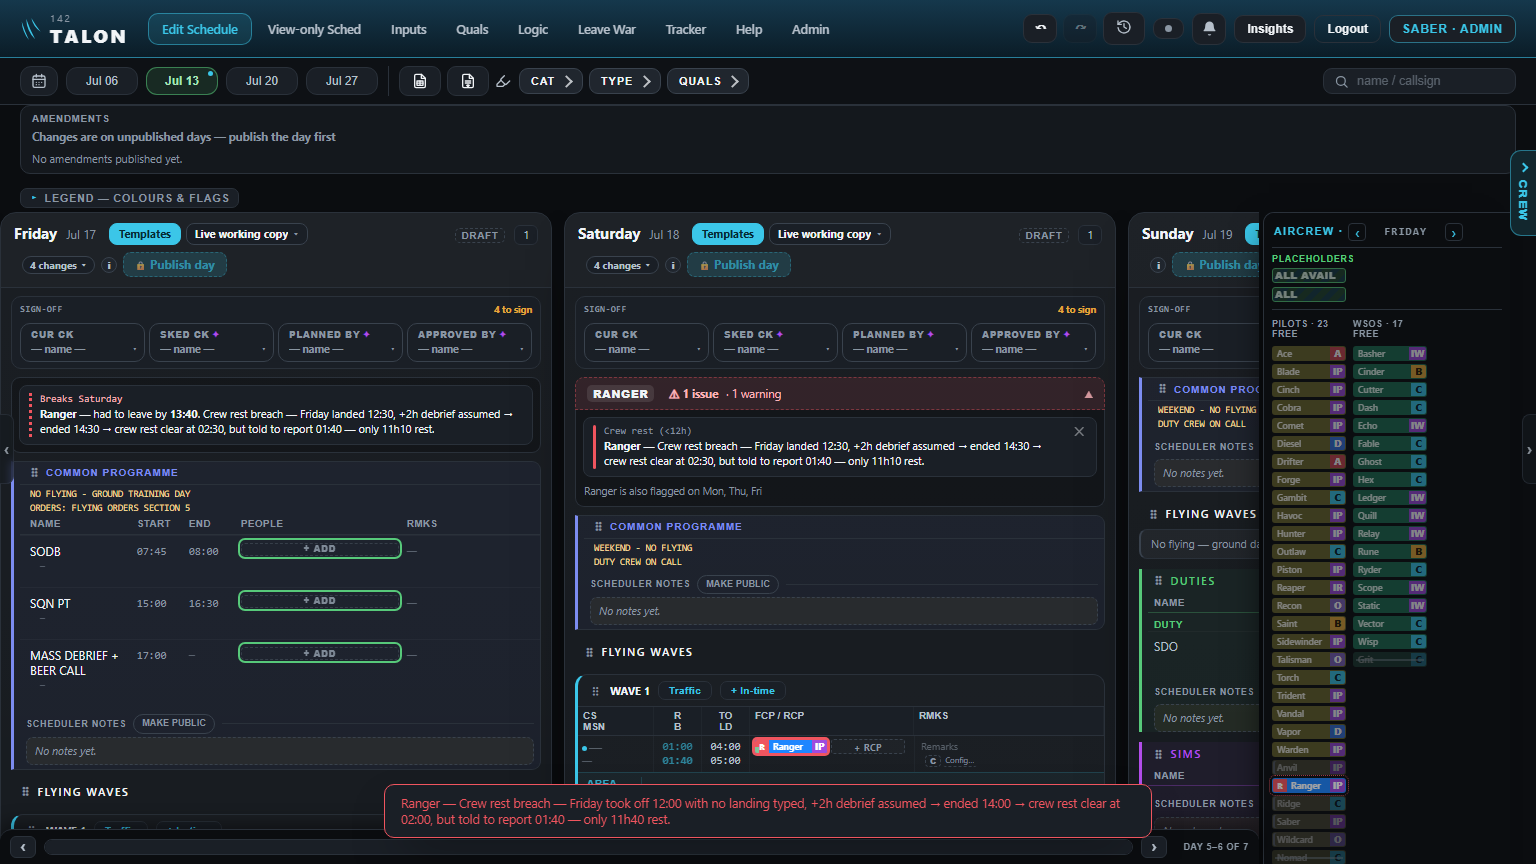 142
TALON
Edit Schedule
View-only Sched
Inputs
Quals
Logic
Leave War
Tracker
Help
Admin
Insights
Logout
SABER · ADMIN
Jul 06
Jul 13
Jul 20
Jul 27
CAT
TYPE
QUALS
name / callsign
AMENDMENTS
Changes are on unpublished days — publish the day first
No amendments published yet.
LEGEND — COLOURS & FLAGS
CREW
Friday Jul 17 Templates Live working copy DRAFT 1
4 changes i Publish day
SIGN-OFF 4 to sign
CUR CK SKED CK PLANNED BY APPROVED BY
— name — — name — — name — — name —
Breaks Saturday
Ranger — had to leave by 13:40. Crew rest breach — Friday landed 12:30, +2h debrief assumed →
ended 14:30 → crew rest clear at 02:30, but told to report 01:40 — only 11h10 rest.
COMMON PROGRAMME
NO FLYING - GROUND TRAINING DAY
ORDERS: FLYING ORDERS SECTION 5
NAME START END PEOPLE RMKS
SODB 07:45 08:00 + ADD —
—
SQN PT 15:00 16:30 + ADD —
—
MASS DEBRIEF + 17:00 — + ADD —
BEER CALL
—
SCHEDULER NOTES MAKE PUBLIC
No notes yet.
FLYING WAVES
Saturday Jul 18 Templates Live working copy DRAFT 1
4 changes i Publish day
SIGN-OFF 4 to sign
CUR CK SKED CK PLANNED BY APPROVED BY
— name — — name — — name — — name —
RANGER 1 issue · 1 warning
Crew rest (<12h)
Ranger — Crew rest breach — Friday landed 12:30, +2h debrief assumed → ended 14:30 →
crew rest clear at 02:30, but told to report 01:40 — only 11h10 rest.
Ranger is also flagged on Mon, Thu, Fri
COMMON PROGRAMME
WEEKEND - NO FLYING
DUTY CREW ON CALL
SCHEDULER NOTES MAKE PUBLIC
No notes yet.
FLYING WAVES
WAVE 1 Traffic + In-time
CS R TO FCP / RCP RMKS
MSN B LD
— 01:00 04:00 R Ranger IP + RCP Remarks
— 01:40 05:00 C Config...
Sunday Jul 19
i Publish day
SIGN-OFF
CUR CK
— name —
COMMON PROG
WEEKEND - NO FLYING
DUTY CREW ON CALL
SCHEDULER NOTES
No notes yet.
FLYING WAVES
No flying — ground da
DUTIES
NAME
DUTY
SDO
SCHEDULER NOTES
No notes yet.
SIMS
NAME
AIRCREW · ‹ FRIDAY ›
PLACEHOLDERS
ALL AVAIL
ALL
PILOTS · 23 FREE
WSOS · 17 FREE
Ace A
Blade IP
Cinch IP
Cobra IP
Comet IP
Diesel D
Drifter A
Forge IP
Gambit C
Havoc IP
Hunter IP
Outlaw C
Piston IP
Reaper IR
Recon O
Saint B
Sidewinder IP
Talisman O
Torch C
Trident IP
Vandal IP
Vapor D
Warden IP
Anvil IP
R Ranger IP
Ridge C
Saber IP
Wildcard O
Nomad C
Basher IW
Cinder B
Cutter C
Dash C
Echo IW
Fable C
Ghost C
Hex C
Ledger IW
Quill IW
Relay IW
Rune B
Ryder C
Scope IW
Static IW
Vector C
Wisp C
Grit C
Ranger — Crew rest breach — Friday took off 12:00 with no landing typed, +2h debrief assumed → ended 14:00 → crew rest clear at
02:00, but told to report 01:40 — only 11h40 rest.
DAY 5–6 OF 7